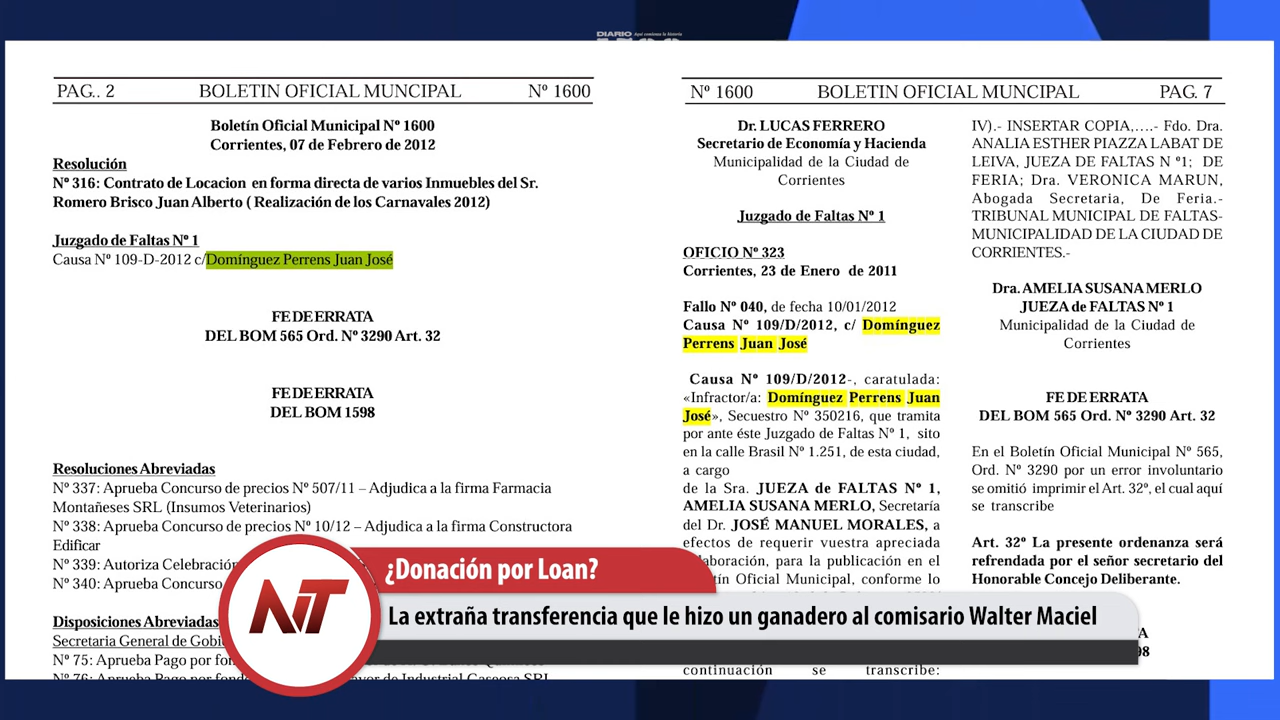 DIARIO Aquí comienza la historia
PAG.. 2 BOLETIN OFICIAL MUNCIPAL Nº 1600
Boletín Oficial Municipal Nº 1600
Corrientes, 07 de Febrero de 2012
Resolución
Nº 316: Contrato de Locacion en forma directa de varios Inmuebles del Sr.
Romero Brisco Juan Alberto ( Realización de los Carnavales 2012)
Juzgado de Faltas Nº 1
Causa Nº 109-D-2012 c/Domínguez Perrens Juan José
FE DE ERRATA
DEL BOM 565 Ord. Nº 3290 Art. 32
FE DE ERRATA
DEL BOM 1598
Resoluciones Abreviadas
Nº 337: Aprueba Concurso de precios Nº 507/11 – Adjudica a la firma Farmacia
Montañeses SRL (Insumos Veterinarios)
Nº 338: Aprueba Concurso de precios Nº 10/12 – Adjudica a la firma Constructora
Edificar
Nº 339: Autoriza Celebración
Nº 340: Aprueba Concurso
Disposiciones Abreviadas
Secretaria General de
Nº 75: Aprueba Pago por
Nº 76: Aprueba Pago por de Industrial Gaseosa SRL
Nº 1600 BOLETIN OFICIAL MUNCIPAL PAG. 7
Dr. LUCAS FERRERO
Secretario de Economía y Hacienda
Municipalidad de la Ciudad de
Corrientes
Juzgado de Faltas Nº 1
OFICIO Nº 323
Corrientes, 23 de Enero de 2011
Fallo Nº 040, de fecha 10/01/2012
Causa Nº 109/D/2012, c/ Domínguez
Perrens Juan José
Causa Nº 109/D/2012-, caratulada:
«Infractor/a: Domínguez Perrens Juan
José», Secuestro Nº 350216, que tramita
por ante éste Juzgado de Faltas Nº 1, sito
en la calle Brasil Nº 1.251, de esta ciudad,
a cargo
de la Sra. JUEZA de FALTAS Nº 1,
AMELIA SUSANA MERLO, Secretaría
del Dr. JOSÉ MANUEL MORALES, a
efectos de requerir vuestra apreciada
laboración, para la publicación en el
tín Oficial Municipal, conforme lo
continuación se transcribe:
IV).- INSERTAR COPIA,….- Fdo. Dra.
ANALIA ESTHER PIAZZA LABAT DE
LEIVA, JUEZA DE FALTAS N º1; DE
FERIA; Dra. VERONICA MARUN,
Abogada Secretaria, De Feria.-
TRIBUNAL MUNICIPAL DE FALTAS-
MUNICIPALIDAD DE LA CIUDAD DE
CORRIENTES.-
Dra. AMELIA SUSANA MERLO
JUEZA de FALTAS Nº 1
Municipalidad de la Ciudad de
Corrientes
FE DE ERRATA
DEL BOM 565 Ord. Nº 3290 Art. 32
En el Boletín Oficial Municipal Nº 565,
Ord. Nº 3290 por un error involuntario
se omitió imprimir el Art. 32º, el cual aquí
se transcribe
Art. 32º La presente ordenanza será
refrendada por el señor secretario del
Honorable Concejo Deliberante.
NT
¿Donación por Loan?
La extraña transferencia que le hizo un ganadero al comisario Walter Maciel